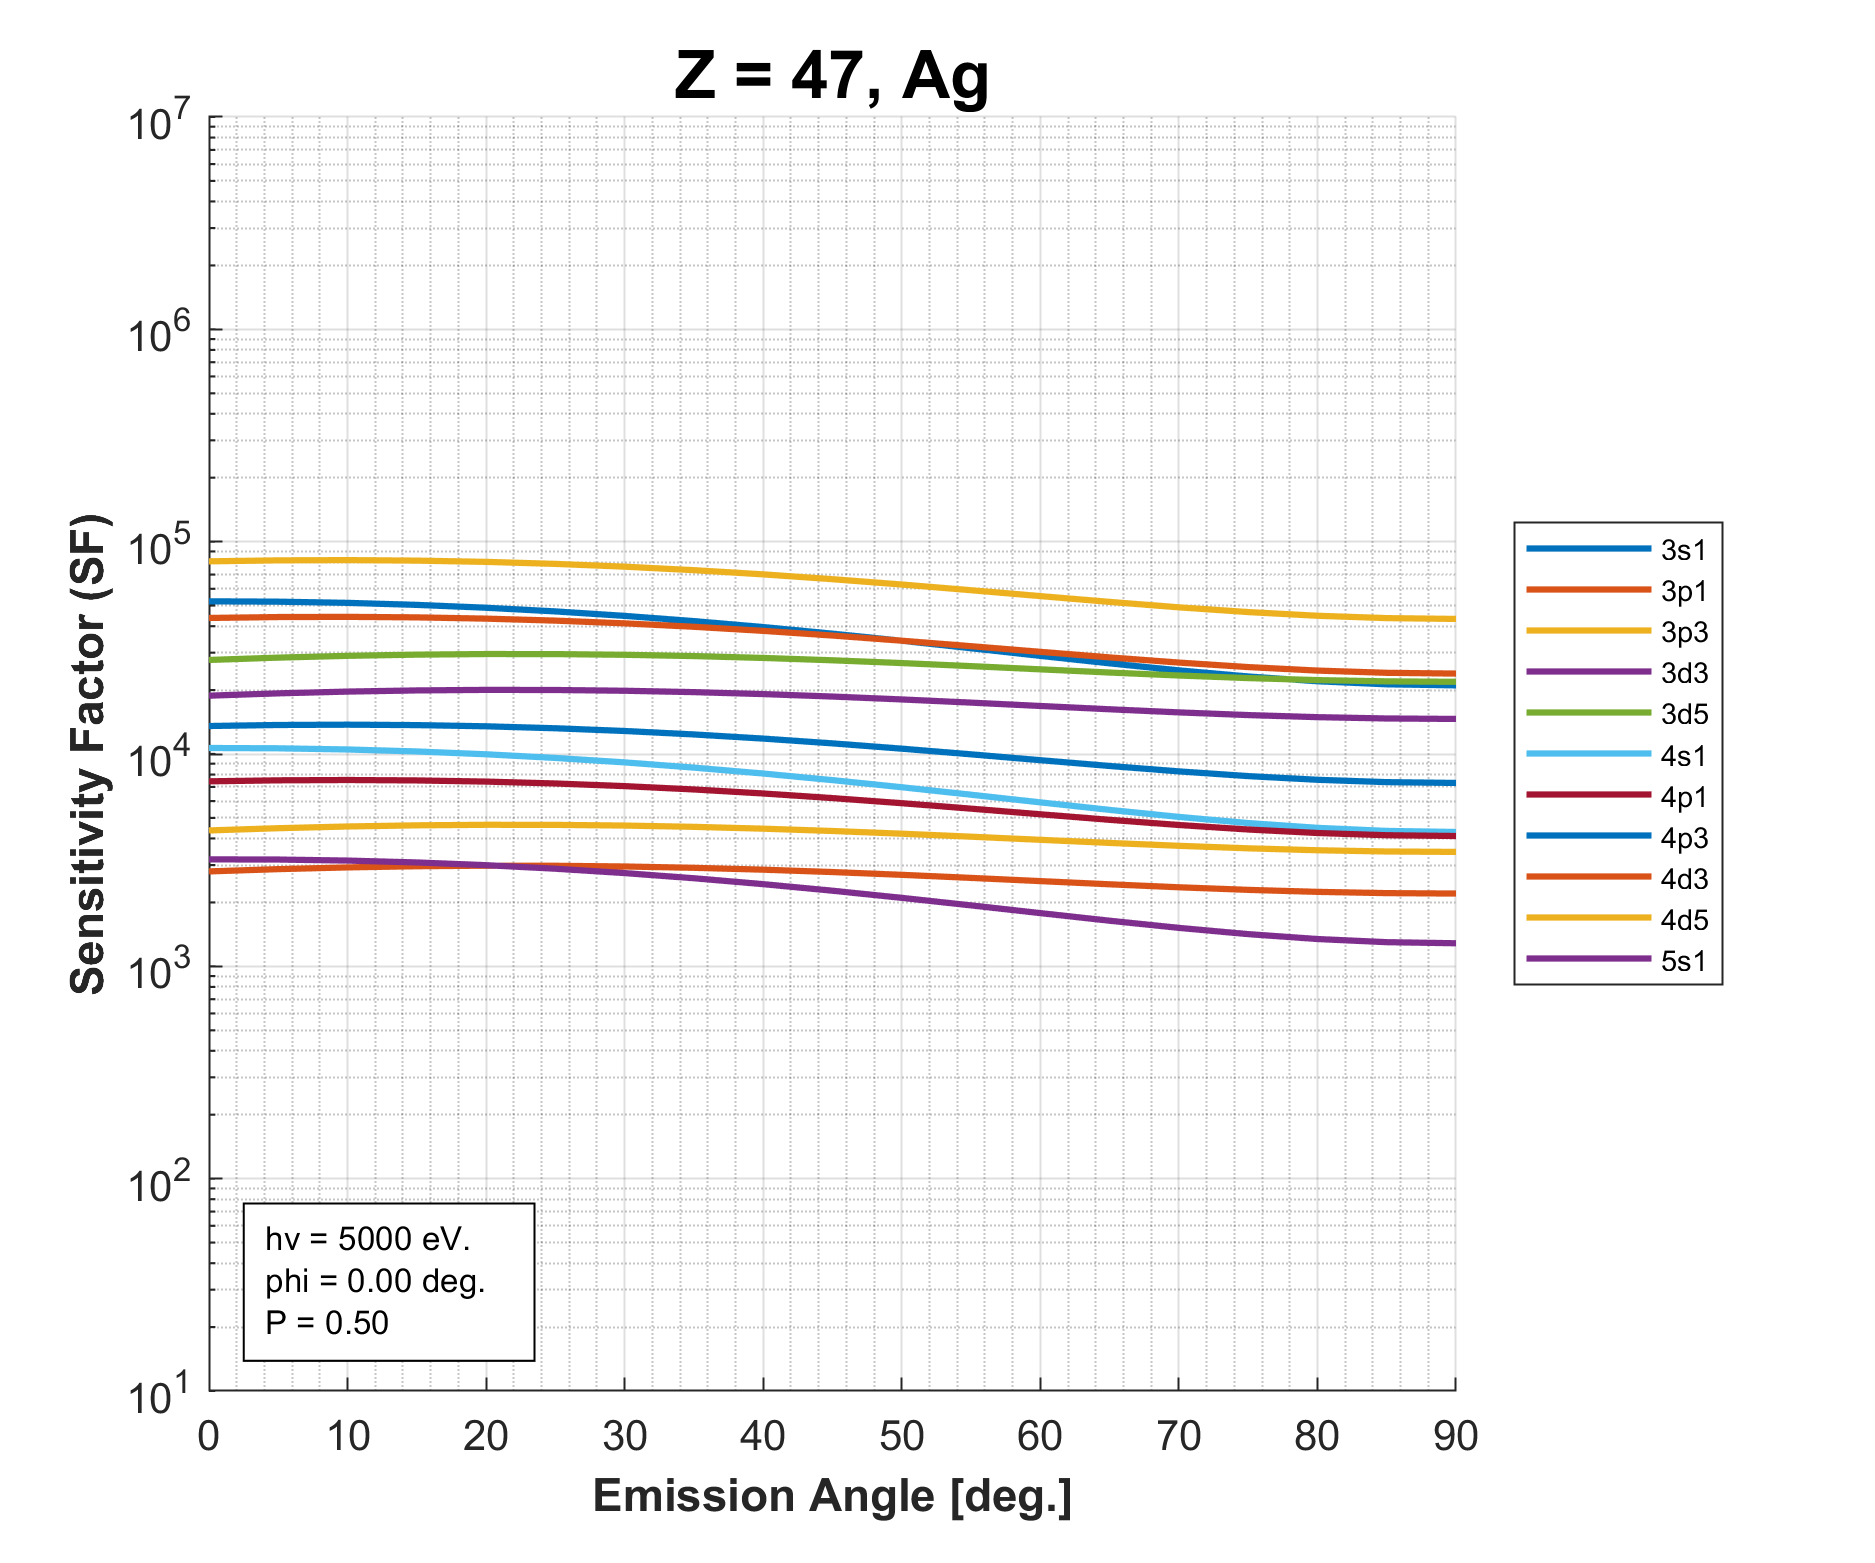 Z = 47, Ag
10^7
10^6
10^5
10^4
10^3
10^2
10^1
Sensitivity Factor (SF)
0 10 20 30 40 50 60 70 80 90
Emission Angle [deg.]
hv = 5000 eV.
phi = 0.00 deg.
P = 0.50
3s1
3p1
3p3
3d3
3d5
4s1
4p1
4p3
4d3
4d5
5s1